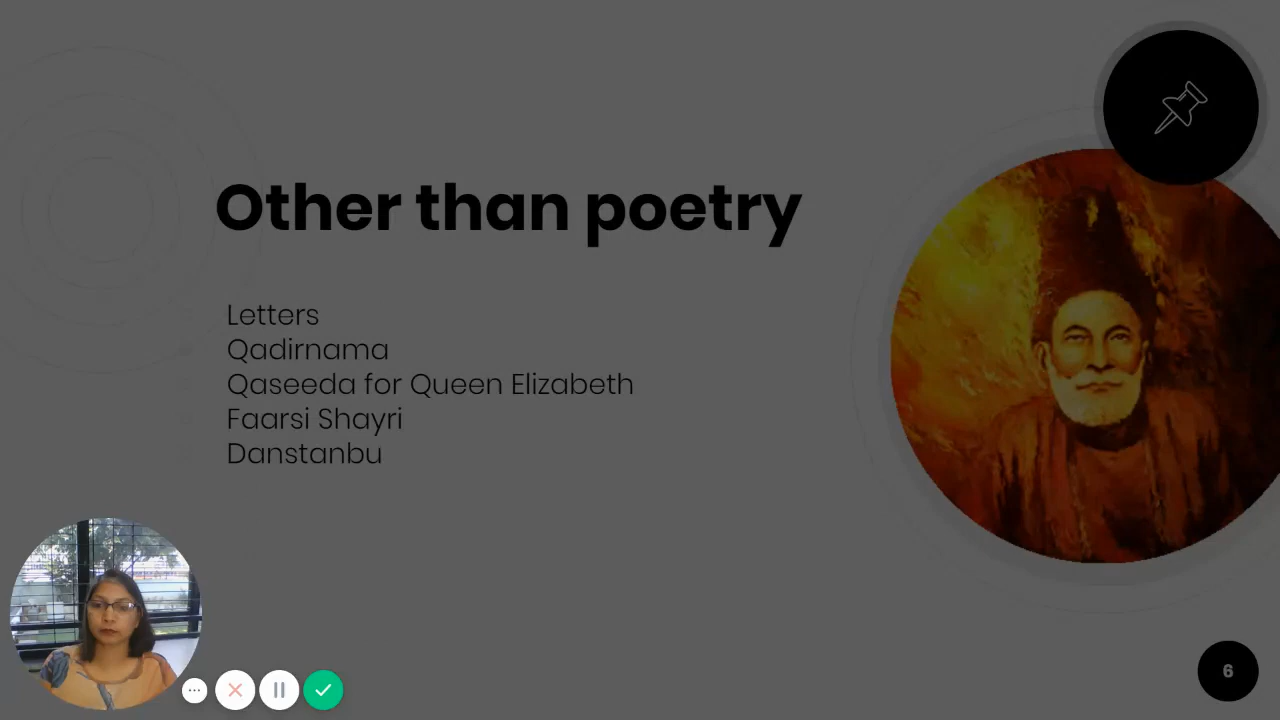 Other than poetry
Letters
Qadirnama
Qaseeda for Queen Elizabeth
Faarsi Shayri
Danstanbu
6